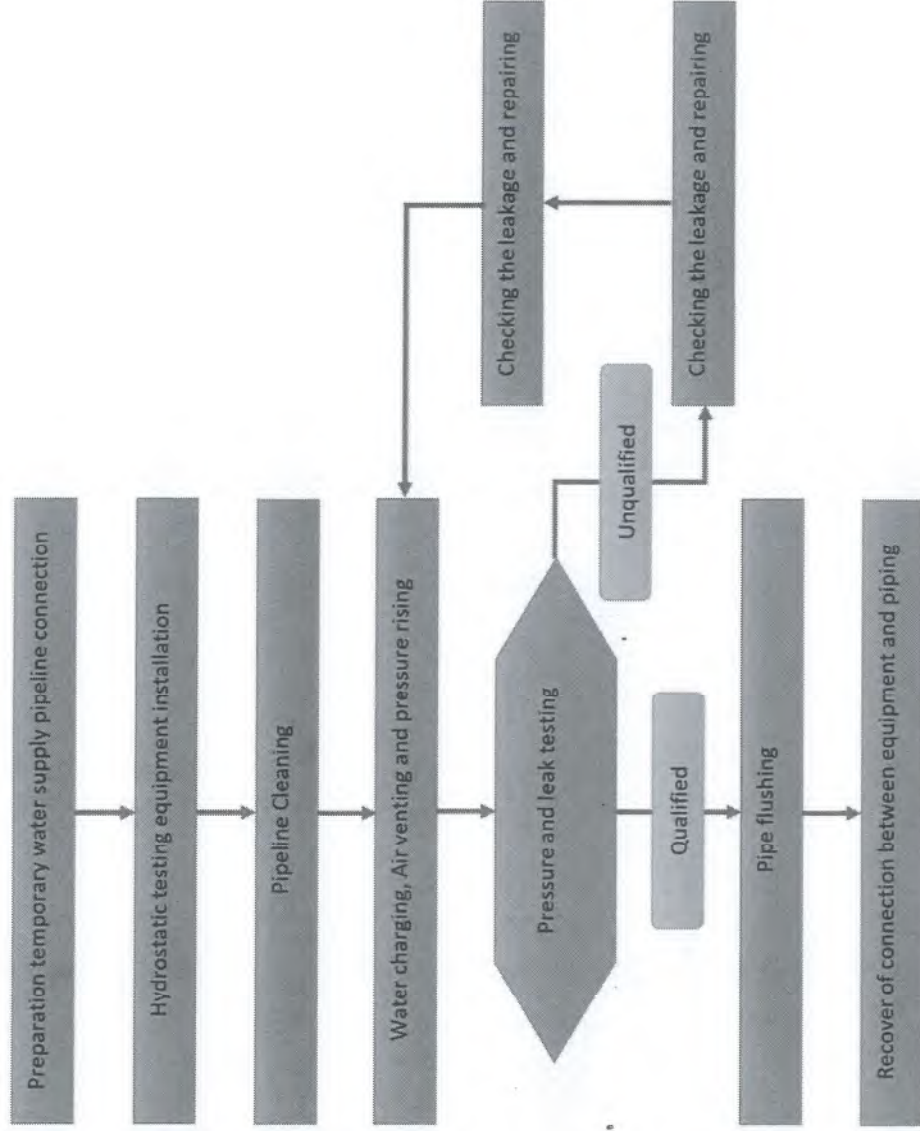 Preparation temporary water supply pipeline connection
Hydrostatic testing equipment installation
Pipeline Cleaning
Water charging, Air venting and pressure rising
Pressure and leak testing
Unqualified
Checking the leakage and repairing
Checking the leakage and repairing
Qualified
Pipe flushing
Recover of connection between equipment and piping